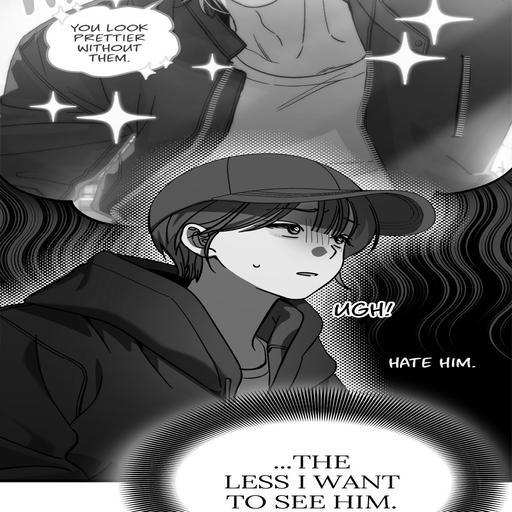 YOU LOOK
PRETTIER
WITHOUT
THEM.
UGH!
HATE HIM.
...THE
LESS I WANT
TO SEE HIM.